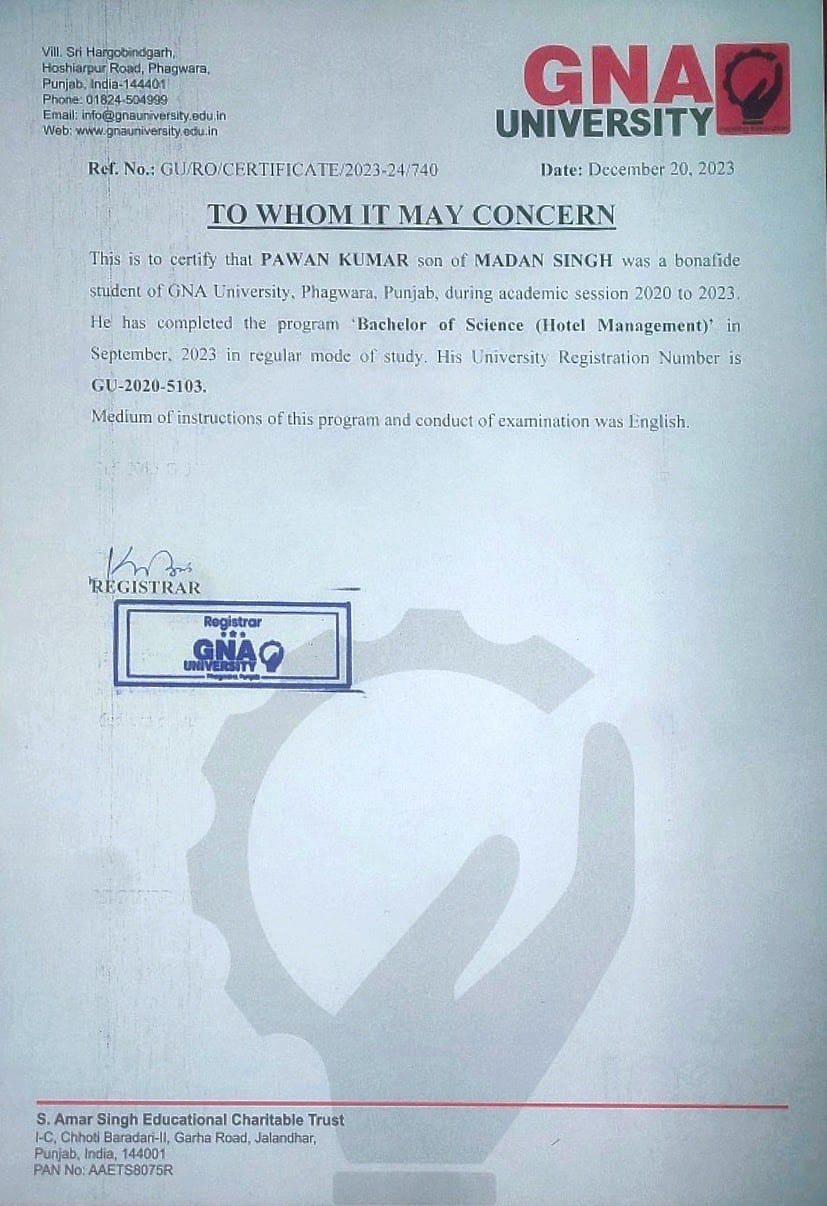 Vill. Sri Hargobindgarh,
Hoshiarpur Road, Phagwara,
Punjab, India-144401
Phone: 01824-504999
Email: info@gnauniversity.edu.in
Web: www.gnauniversity.edu.in
GNA
UNIVERSITY
Ref. No.: GU/RO/CERTIFICATE/2023-24/740
Date: December 20, 2023
TO WHOM IT MAY CONCERN
This is to certify that PAWAN KUMAR son of MADAN SINGH was a bonafide
student of GNA University, Phagwara, Punjab, during academic session 2020 to 2023.
He has completed the program ‘Bachelor of Science (Hotel Management)’ in
September, 2023 in regular mode of study. His University Registration Number is
GU-2020-5103.
Medium of instructions of this program and conduct of examination was English.
REGISTRAR
Registrar
GNA
UNIVERSITY
Phagwara, Punjab
S. Amar Singh Educational Charitable Trust
I-C, Chhoti Baradari-II, Garha Road, Jalandhar,
Punjab, India, 144001
PAN No: AAETS8075R